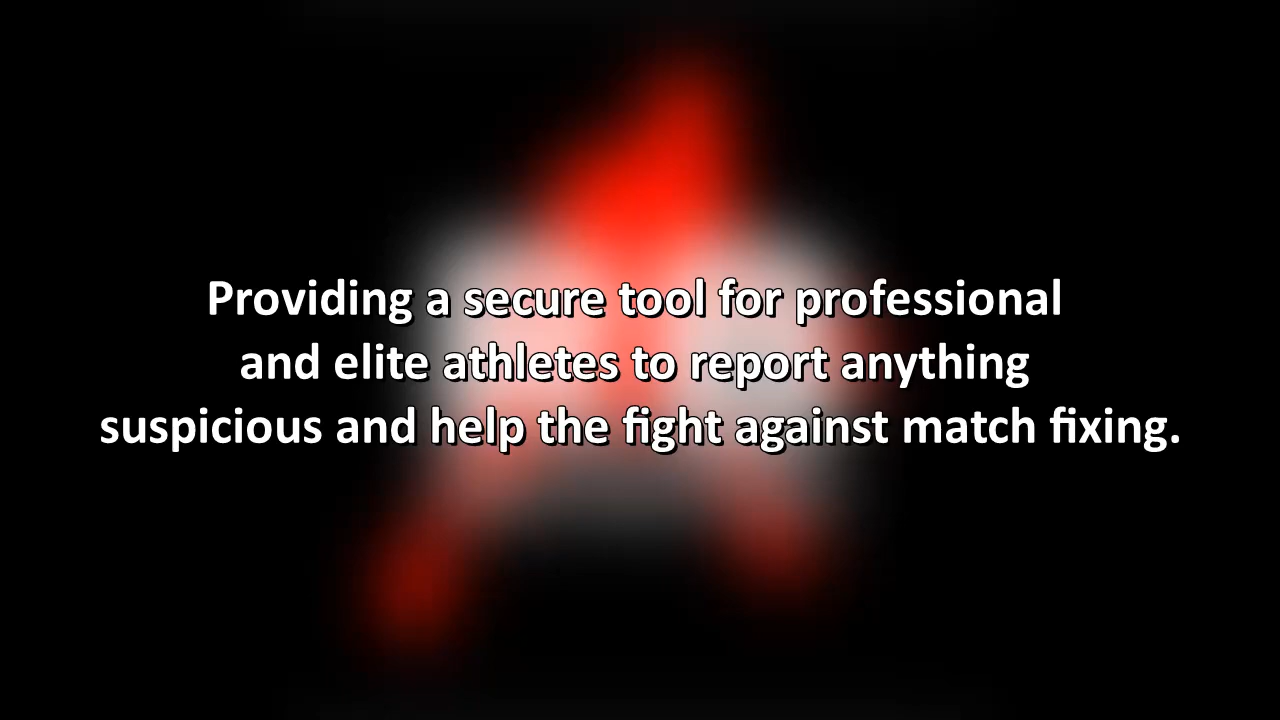 Providing a secure tool for professional
and elite athletes to report anything
suspicious and help the fight against match fixing.